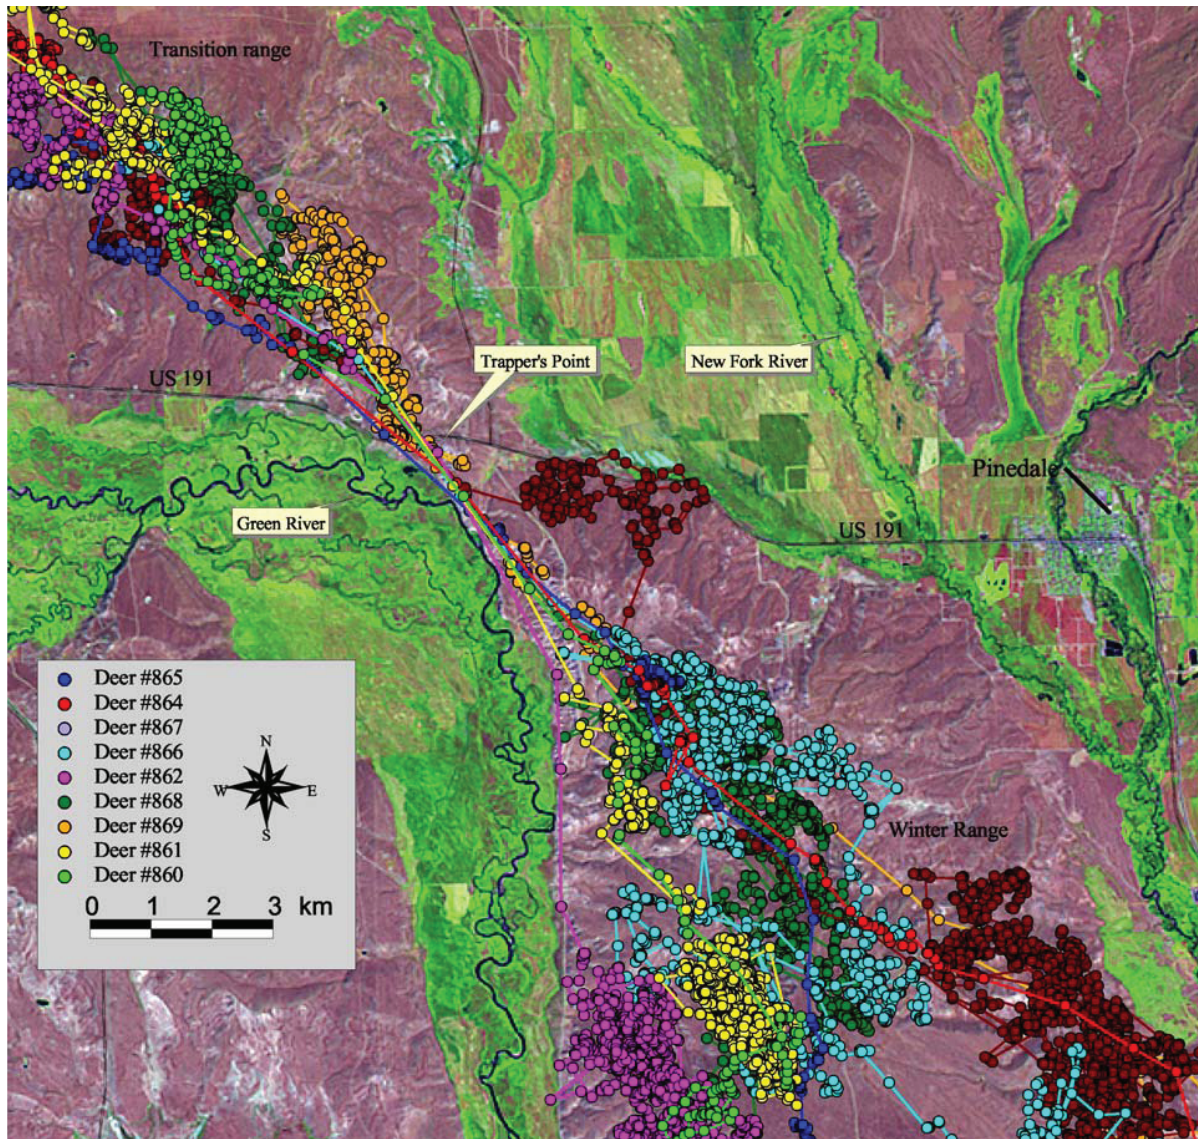 Transition range
Trapper's Point
New Fork River
US 191
Pinedale
Green River
US 191
Deer #865
Deer #864
Deer #867
Deer #866
Deer #862
Deer #868
Deer #869
Deer #861
Deer #860
N
W E
S
0 1 2 3 km
Winter Range